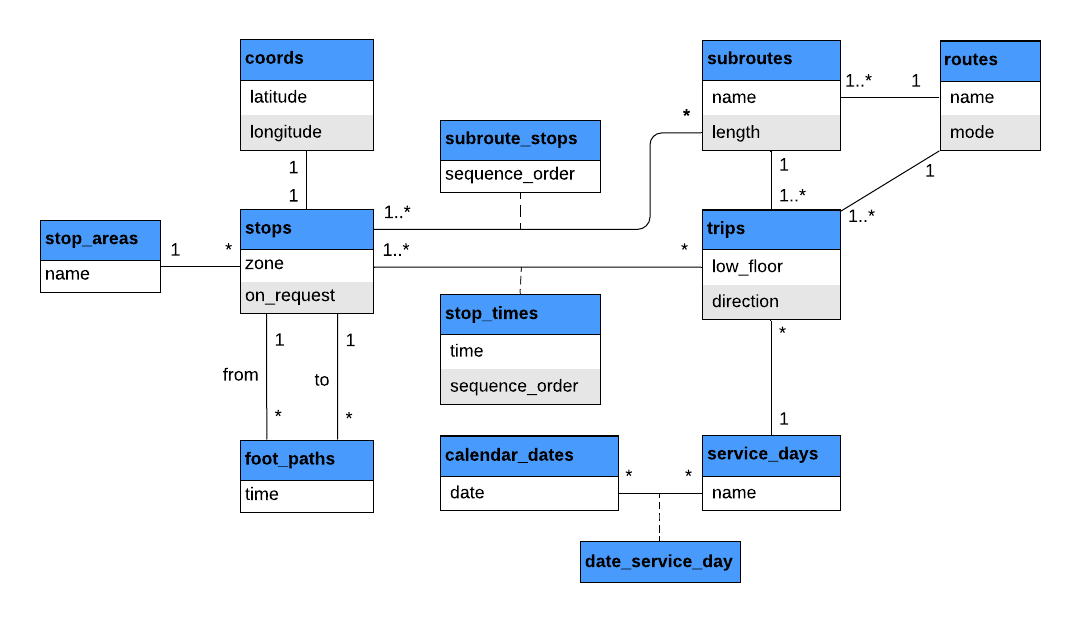 coords
latitude
longitude
1
1
subroute_stops
sequence_order
subroutes
name
length
*
1..* 1
routes
name
mode
1
1..*
1
1..*
stop_areas
name
1 *
stops
zone
on_request
1..*
1..* *
trips
low_floor
direction
stop_times
time
sequence_order
1 1
from to
* *
foot_paths
time
*
1
calendar_dates
date
* *
service_days
name
date_service_day